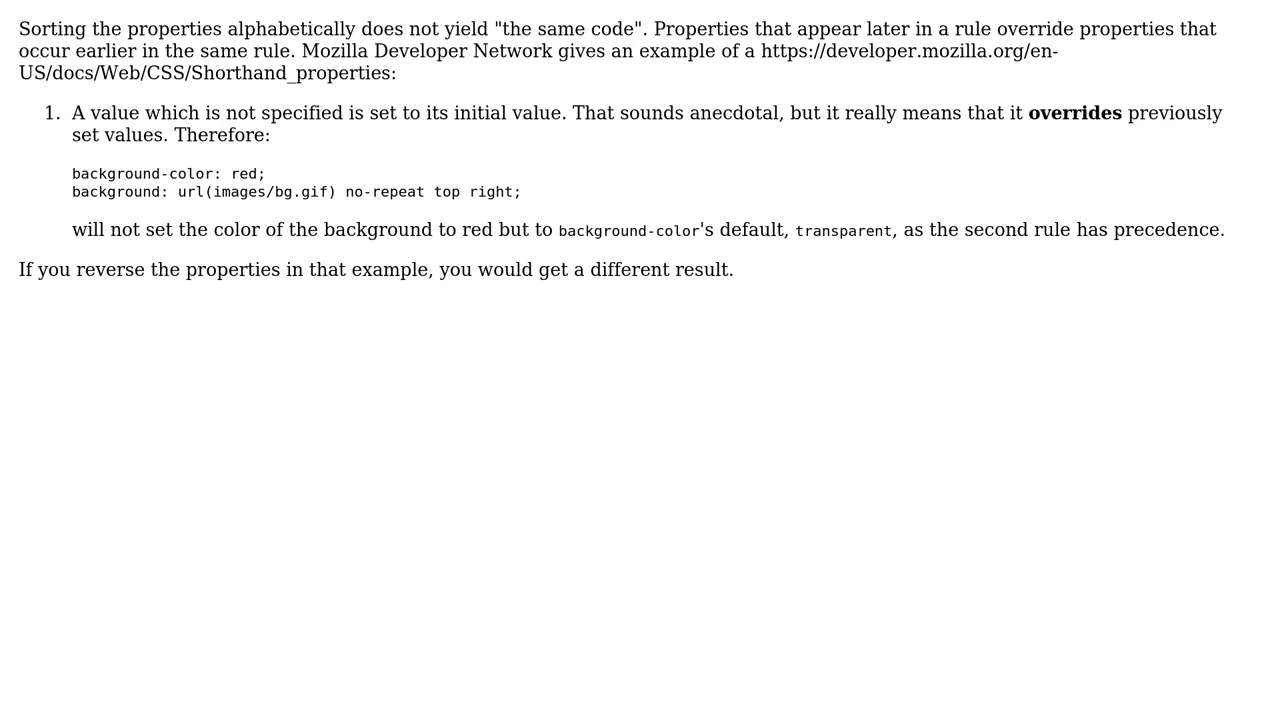 Sorting the properties alphabetically does not yield "the same code". Properties that appear later in a rule override properties that
occur earlier in the same rule. Mozilla Developer Network gives an example of a https://developer.mozilla.org/en-
US/docs/Web/CSS/Shorthand_properties:
1. A value which is not specified is set to its initial value. That sounds anecdotal, but it really means that it overrides previously
set values. Therefore:
background-color: red;
background: url(images/bg.gif) no-repeat top right;
will not set the color of the background to red but to background-color's default, transparent, as the second rule has precedence.
If you reverse the properties in that example, you would get a different result.